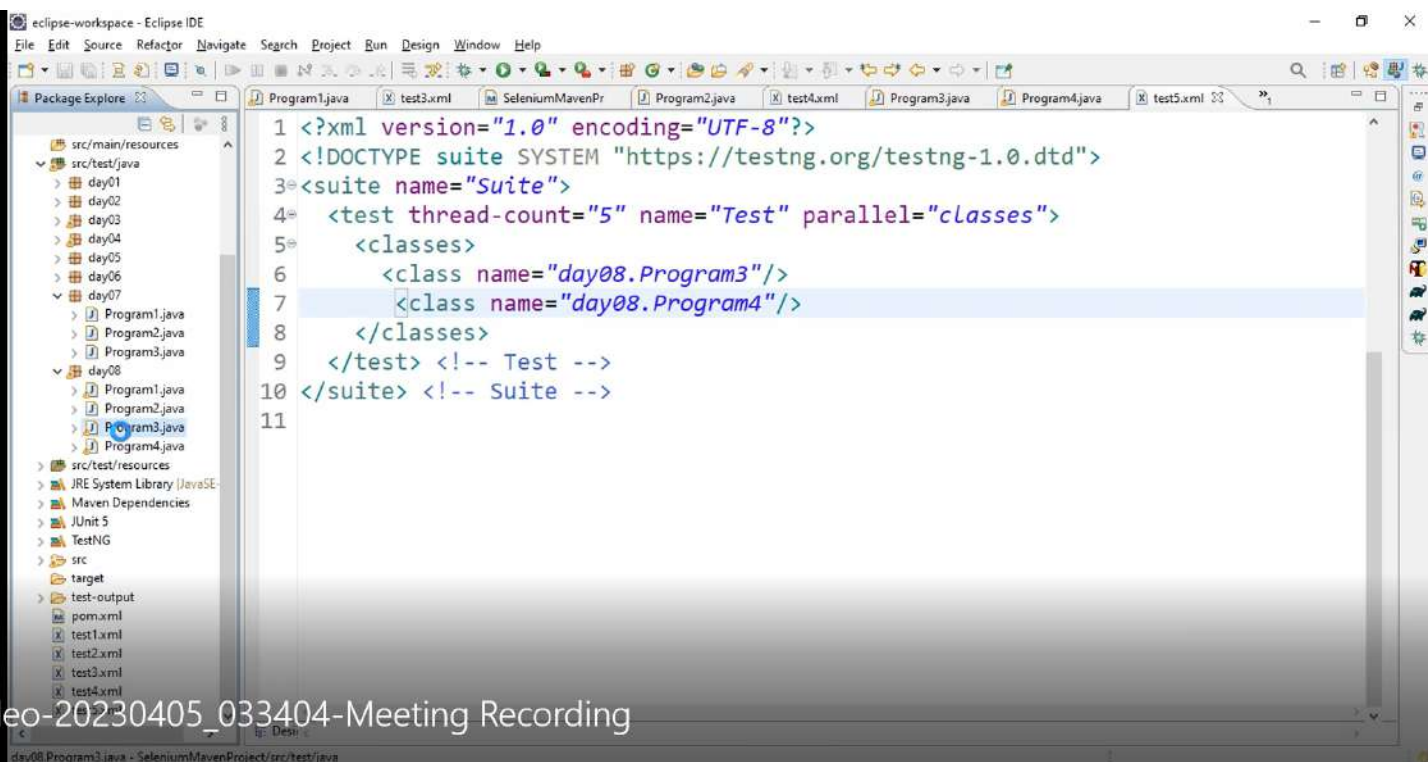 eclipse-workspace - Eclipse IDE
File Edit Source Refactor Navigate Search Project Run Design Window Help
Package Explore
Program1.java test3.xml SeleniumMavenPr Program2.java test4.xml Program3.java Program4.java test5.xml »1
src/main/resources
src/test/java
day01
day02
day03
day04
day05
day06
day07
Program1.java
Program2.java
Program3.java
day08
Program1.java
Program2.java
Program3.java
Program4.java
src/test/resources
JRE System Library [JavaSE-
Maven Dependencies
JUnit 5
TestNG
src
target
test-output
pom.xml
test1.xml
test2.xml
test3.xml
test4.xml
1 <?xml version="1.0" encoding="UTF-8"?>
2 <!DOCTYPE suite SYSTEM "https://testng.org/testng-1.0.dtd">
3 <suite name="Suite">
4 <test thread-count="5" name="Test" parallel="classes">
5 <classes>
6 <class name="day08.Program3"/>
7 <class name="day08.Program4"/>
8 </classes>
9 </test> <!-- Test -->
10 </suite> <!-- Suite -->
11
eo-20230405_033404-Meeting Recording
day08.Program3.java - SeleniumMavenProject/src/test/java